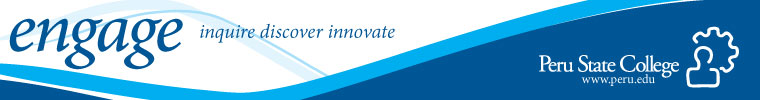 engage inquire discover innovate
Peru State College
www.peru.edu